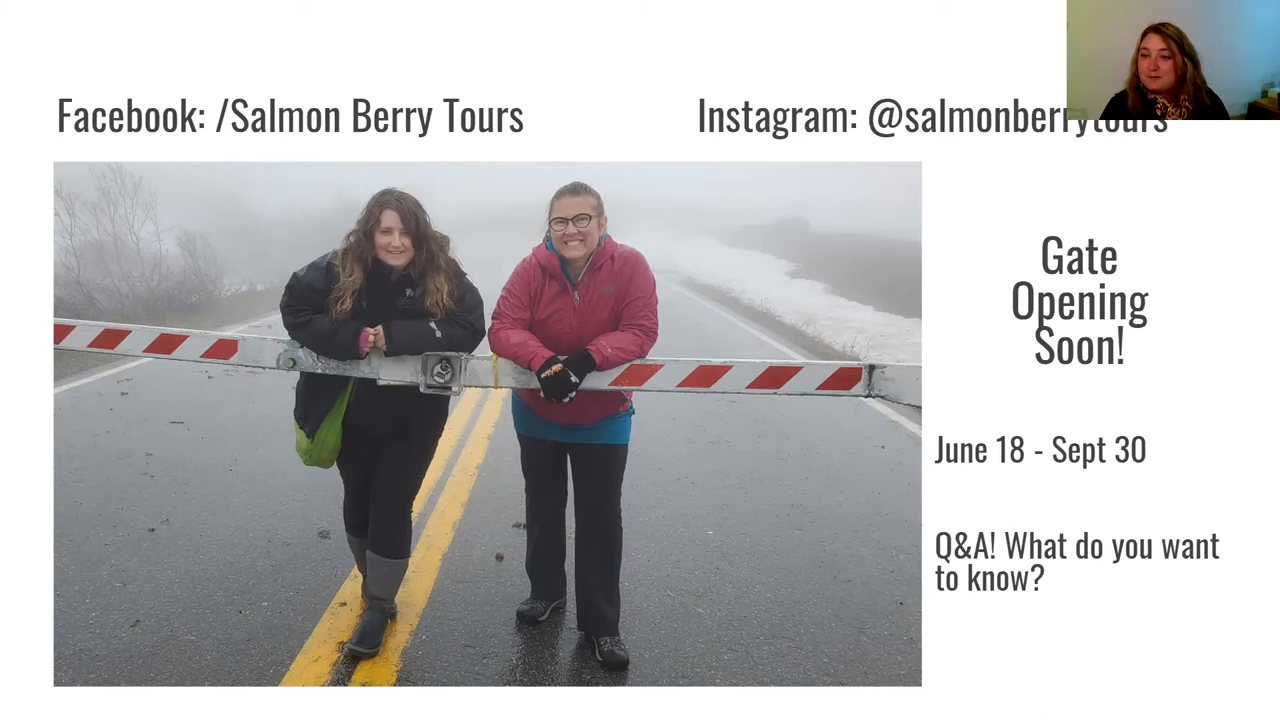 Facebook: /Salmon Berry Tours
Instagram: @salmonberrytours
Gate
Opening
Soon!
June 18 - Sept 30
Q&A! What do you want
to know?